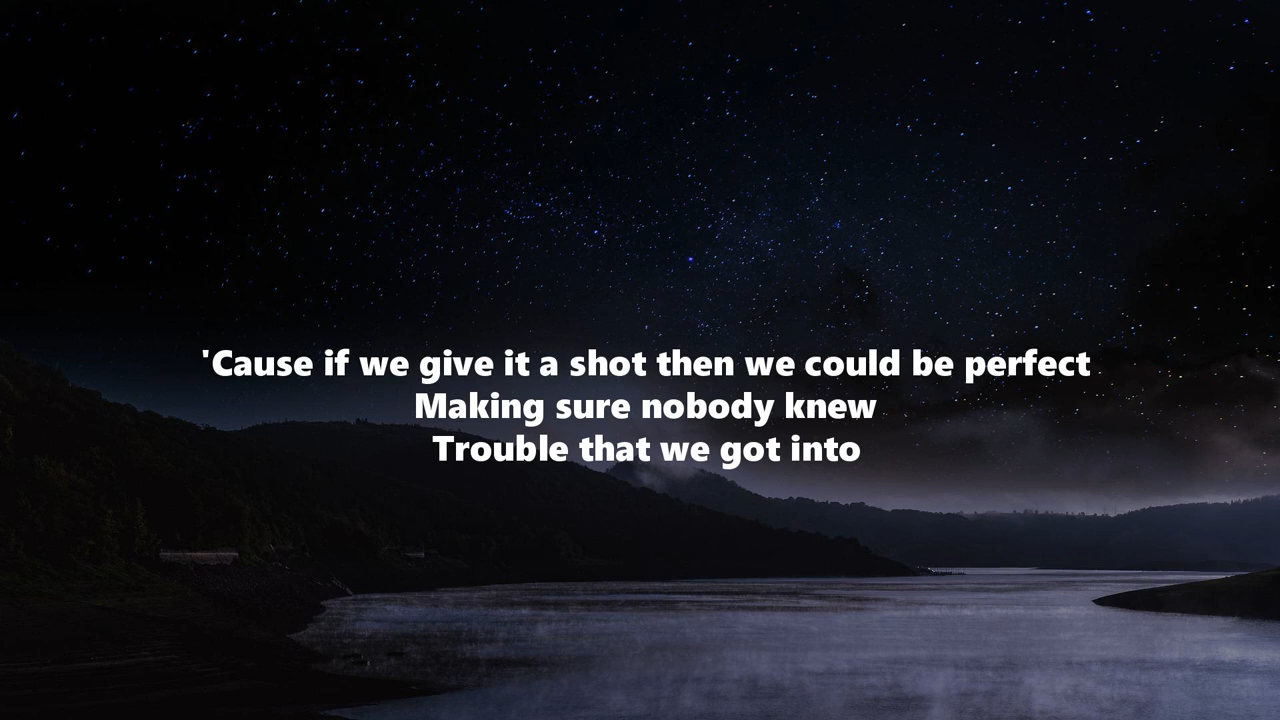 'Cause if we give it a shot then we could be perfect
Making sure nobody knew
Trouble that we got into